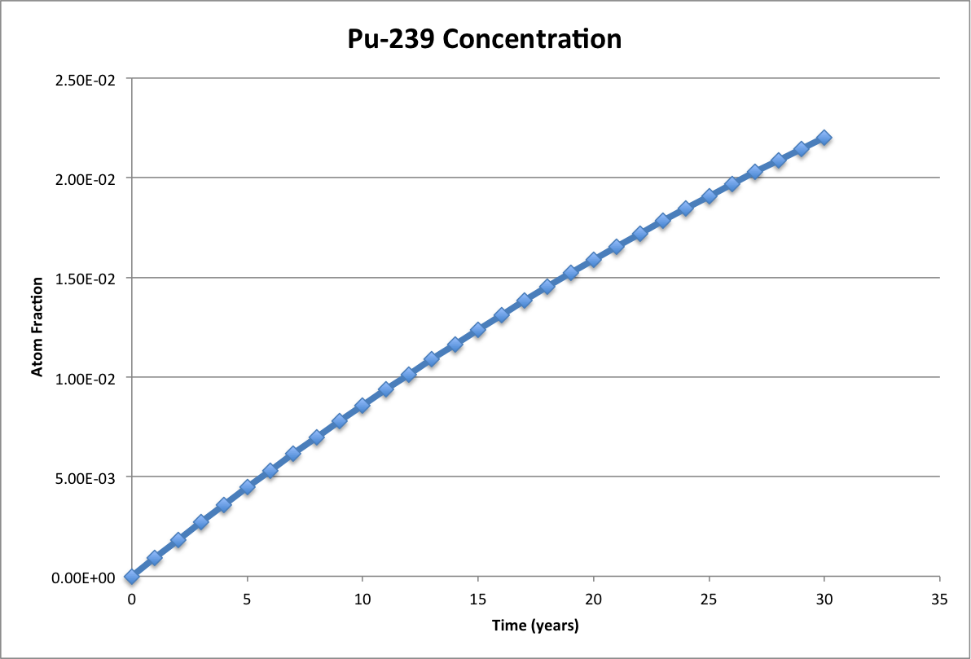 Pu-239 Concentration
2.50E-02
2.00E-02
1.50E-02
1.00E-02
5.00E-03
0.00E+00
Atom Fraction
0 5 10 15 20 25 30 35
Time (years)